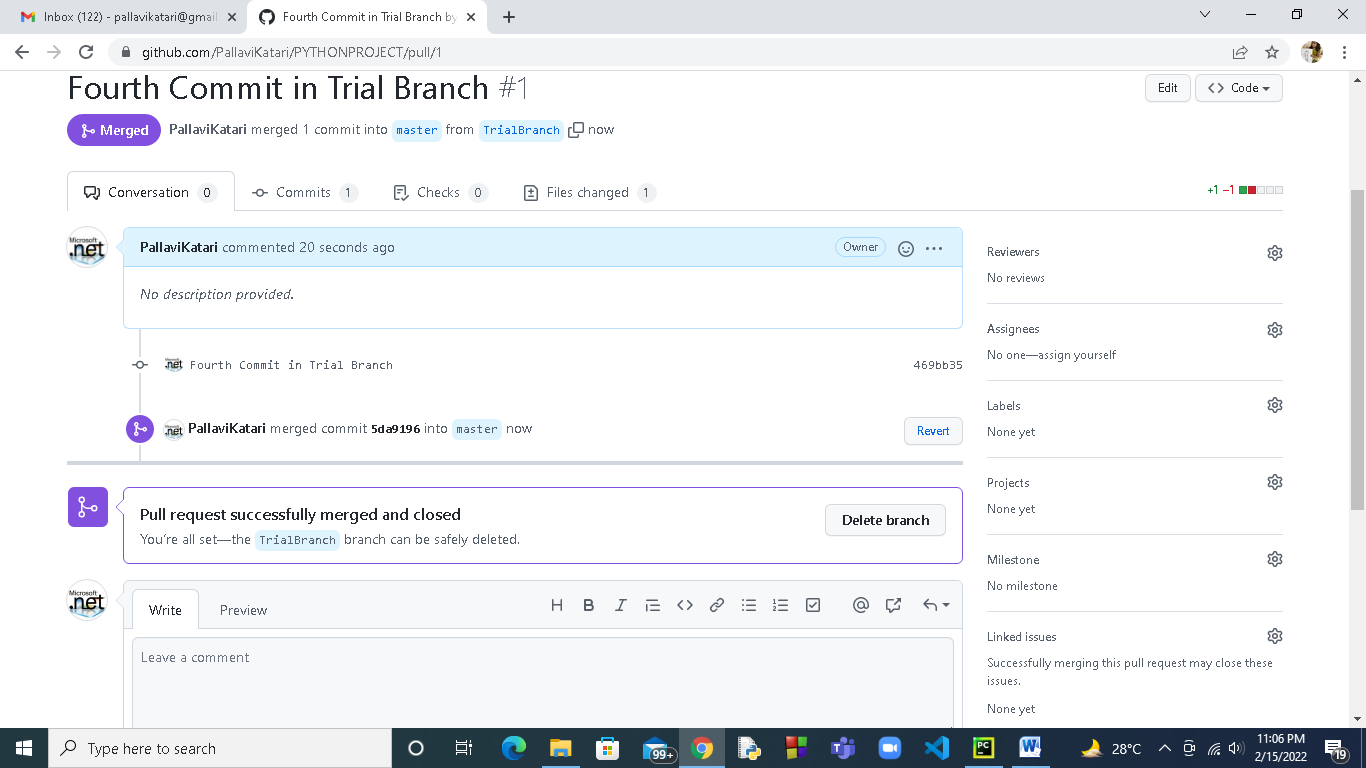 Inbox (122) - pallavikatari@gmail
Fourth Commit in Trial Branch by
github.com/PallaviKatari/PYTHONPROJECT/pull/1
Fourth Commit in Trial Branch #1
Edit
Code
Merged
PallaviKatari merged 1 commit into master from TrialBranch now
Conversation 0
Commits 1
Checks 0
Files changed 1
+1 −1
Microsoft .net
PallaviKatari commented 20 seconds ago
Owner
No description provided.
.net
Fourth Commit in Trial Branch
469bb35
.net
PallaviKatari merged commit 5da9196 into master now
Revert
Pull request successfully merged and closed
You're all set—the TrialBranch branch can be safely deleted.
Delete branch
Microsoft .net
Write
Preview
Leave a comment
Reviewers
No reviews
Assignees
No one—assign yourself
Labels
None yet
Projects
None yet
Milestone
No milestone
Linked issues
Successfully merging this pull request may close these
issues.
None yet
Type here to search
99+
PC
W
28°C
11:06 PM
2/15/2022
19